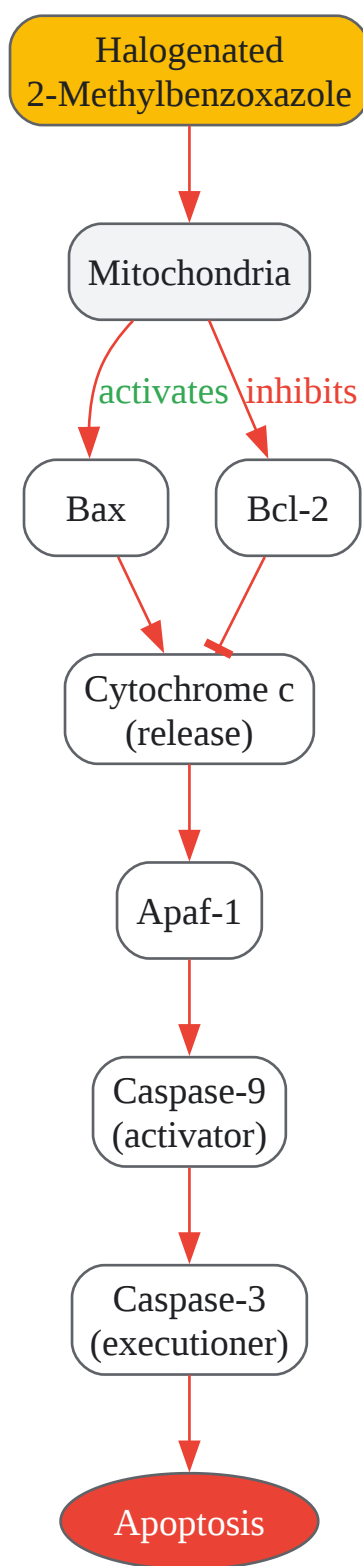 Halogenated
2-Methylbenzoxazole
Mitochondria
activates
inhibits
Bax
Bcl-2
Cytochrome c
(release)
Apaf-1
Caspase-9
(activator)
Caspase-3
(executioner)
Apoptosis